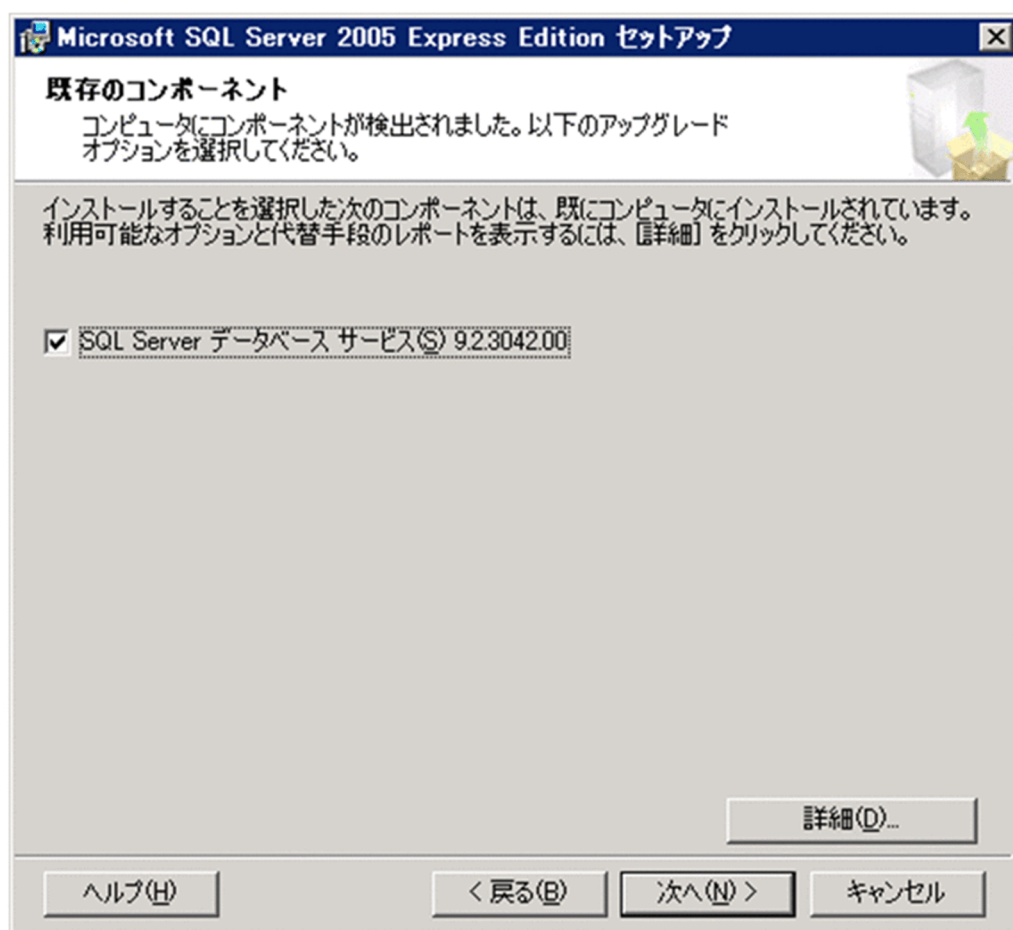 Microsoft SQL Server 2005 Express Edition セットアップ
既存のコンポーネント
コンピュータにコンポーネントが検出されました。以下のアップグレード
オプションを選択してください。
インストールすることを選択した次のコンポーネントは、既にコンピュータにインストールされています。
利用可能なオプションと代替手段のレポートを表示するには、[詳細] をクリックしてください。
SQL Server データベース サービス(S) 9.2.3042.00
詳細(D)...
ヘルプ(H)
< 戻る(B)
次へ(N) >
キャンセル